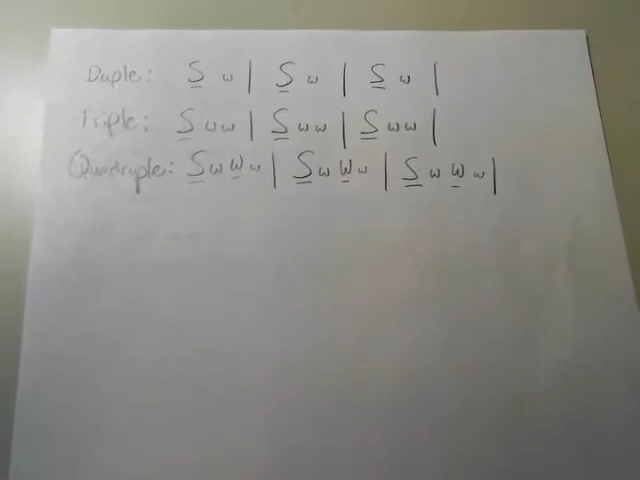 Duple: S w | S w | S w |
Triple: S w w | S w w | S w w |
Quadruple: S w W w | S w W w | S w W w |